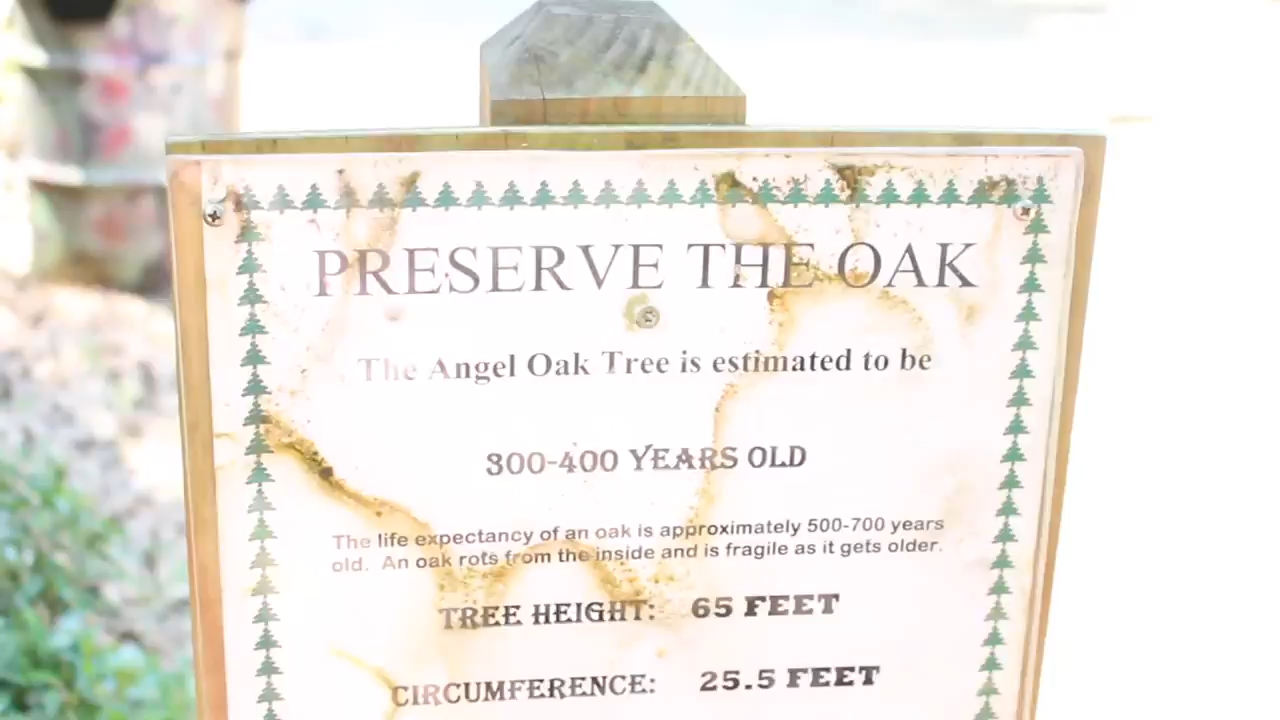 PRESERVE THE OAK
The Angel Oak Tree is estimated to be
300-400 YEARS OLD
The life expectancy of an oak is approximately 500-700 years
old. An oak rots from the inside and is fragile as it gets older.
TREE HEIGHT: 65 FEET
CIRCUMFERENCE: 25.5 FEET